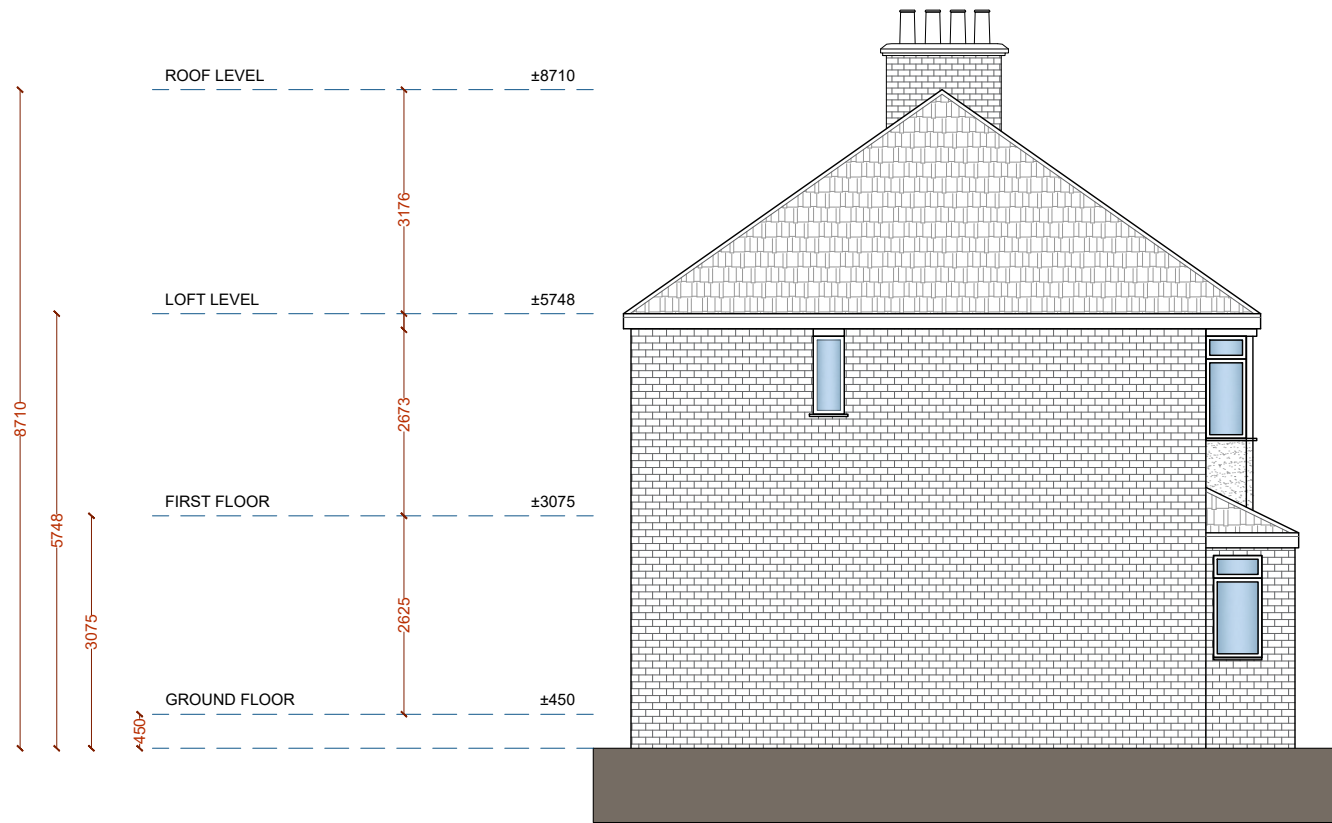 ROOF LEVEL ±8710
3176
LOFT LEVEL ±5748
2673
8710
FIRST FLOOR ±3075
5748
2625
3075
GROUND FLOOR ±450
450